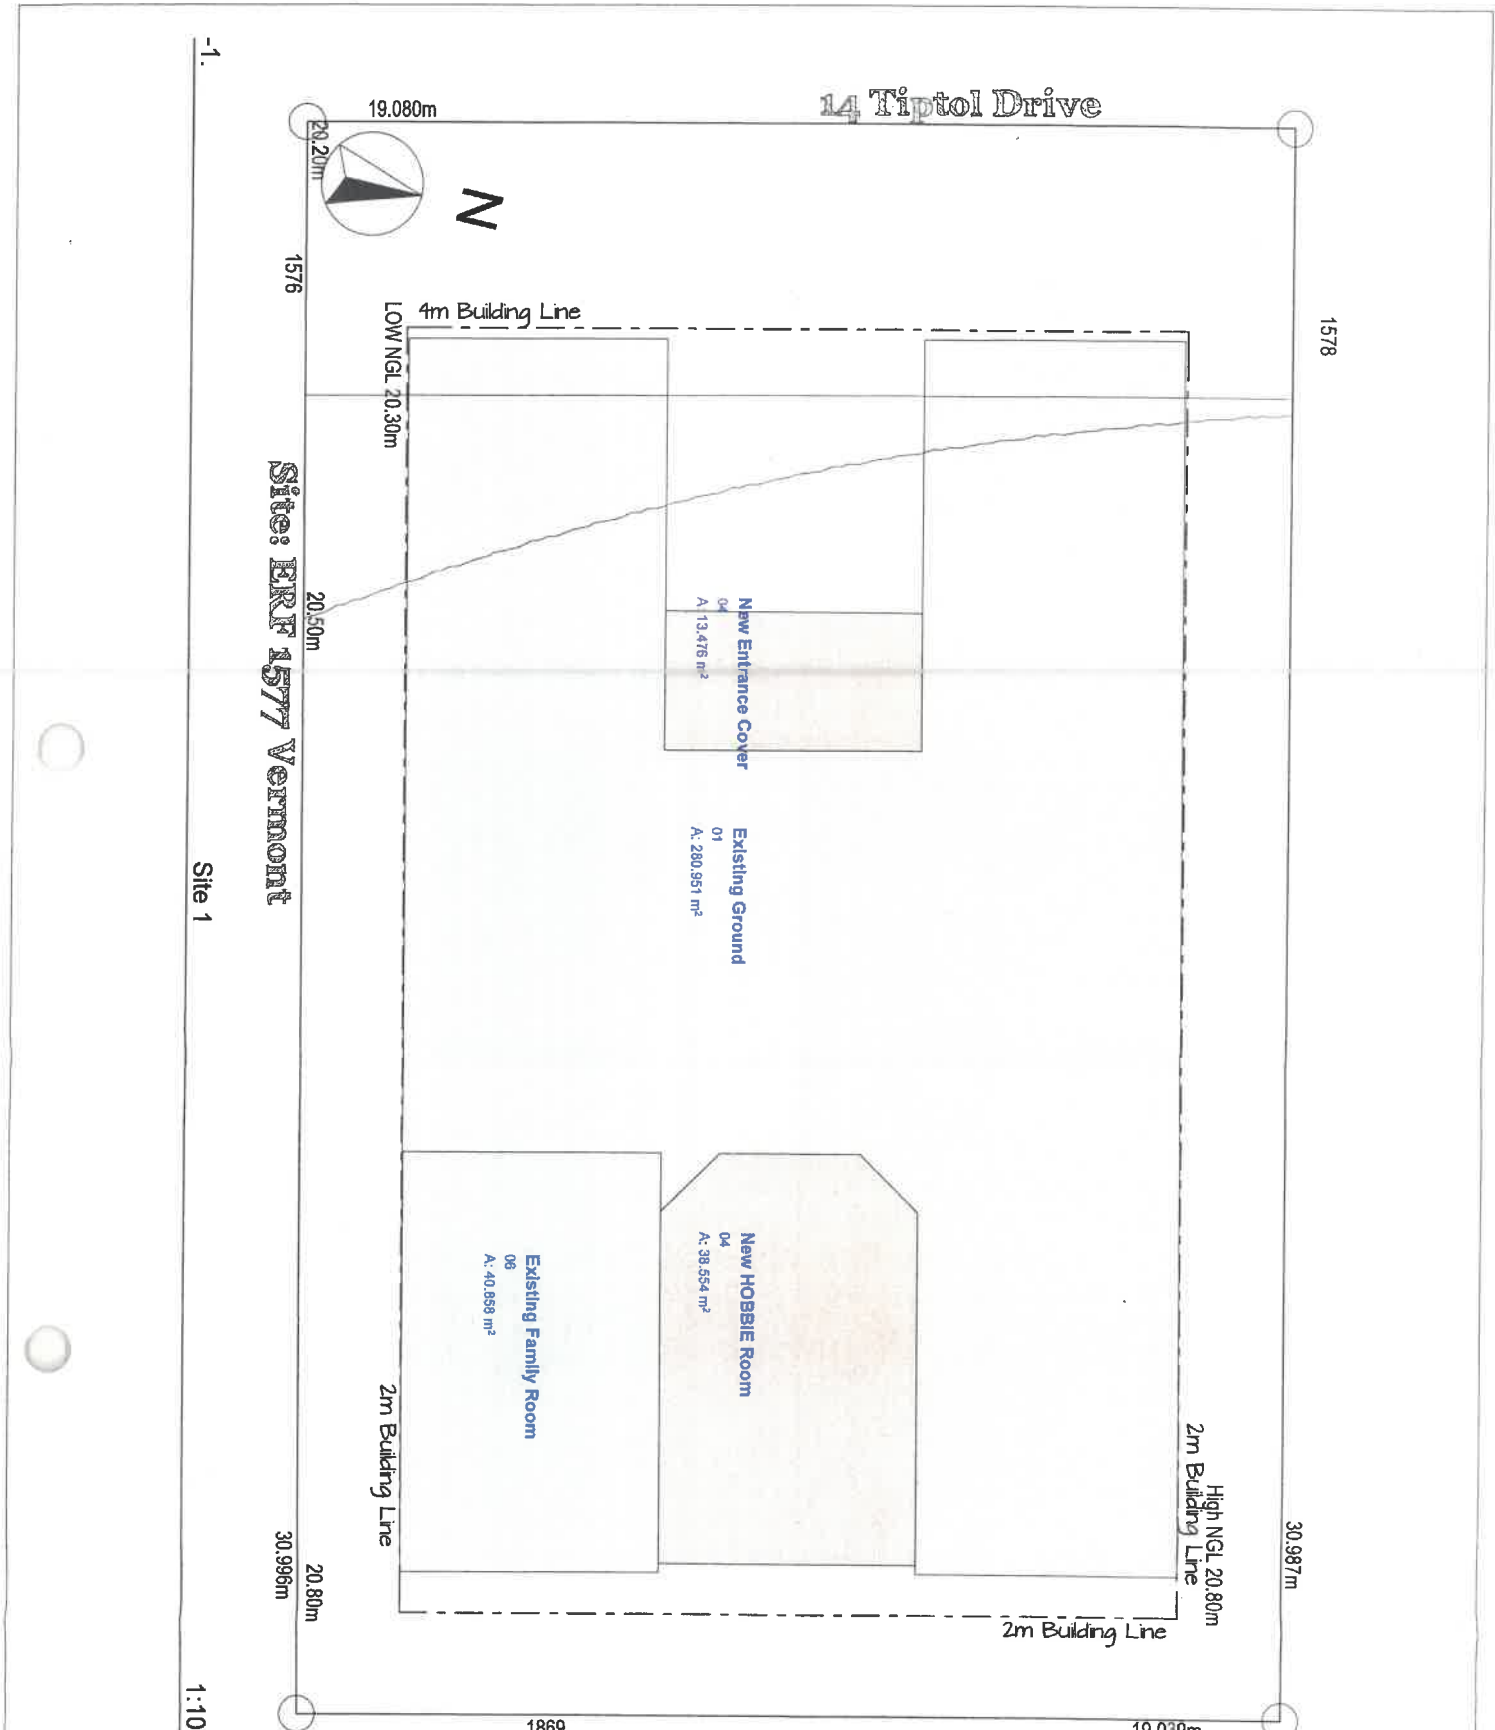 14 Tiptol Drive
19.080m
20.20m
N
1576
1578
4m Building Line
LOW NGL 20.30m
20.50m
Site: ERF 1577 Vermont
New Entrance Cover
04
A: 13.476 m²
Existing Ground
01
A: 280.951 m²
New HOBBIE Room
04
A: 38.554 m²
Existing Family Room
06
A: 40.858 m²
2m Building Line
2m Building Line
High NGL 20.80m
2m Building Line
30.987m
30.996m
20.80m
1869
19.030m
-1.
Site 1
1:10